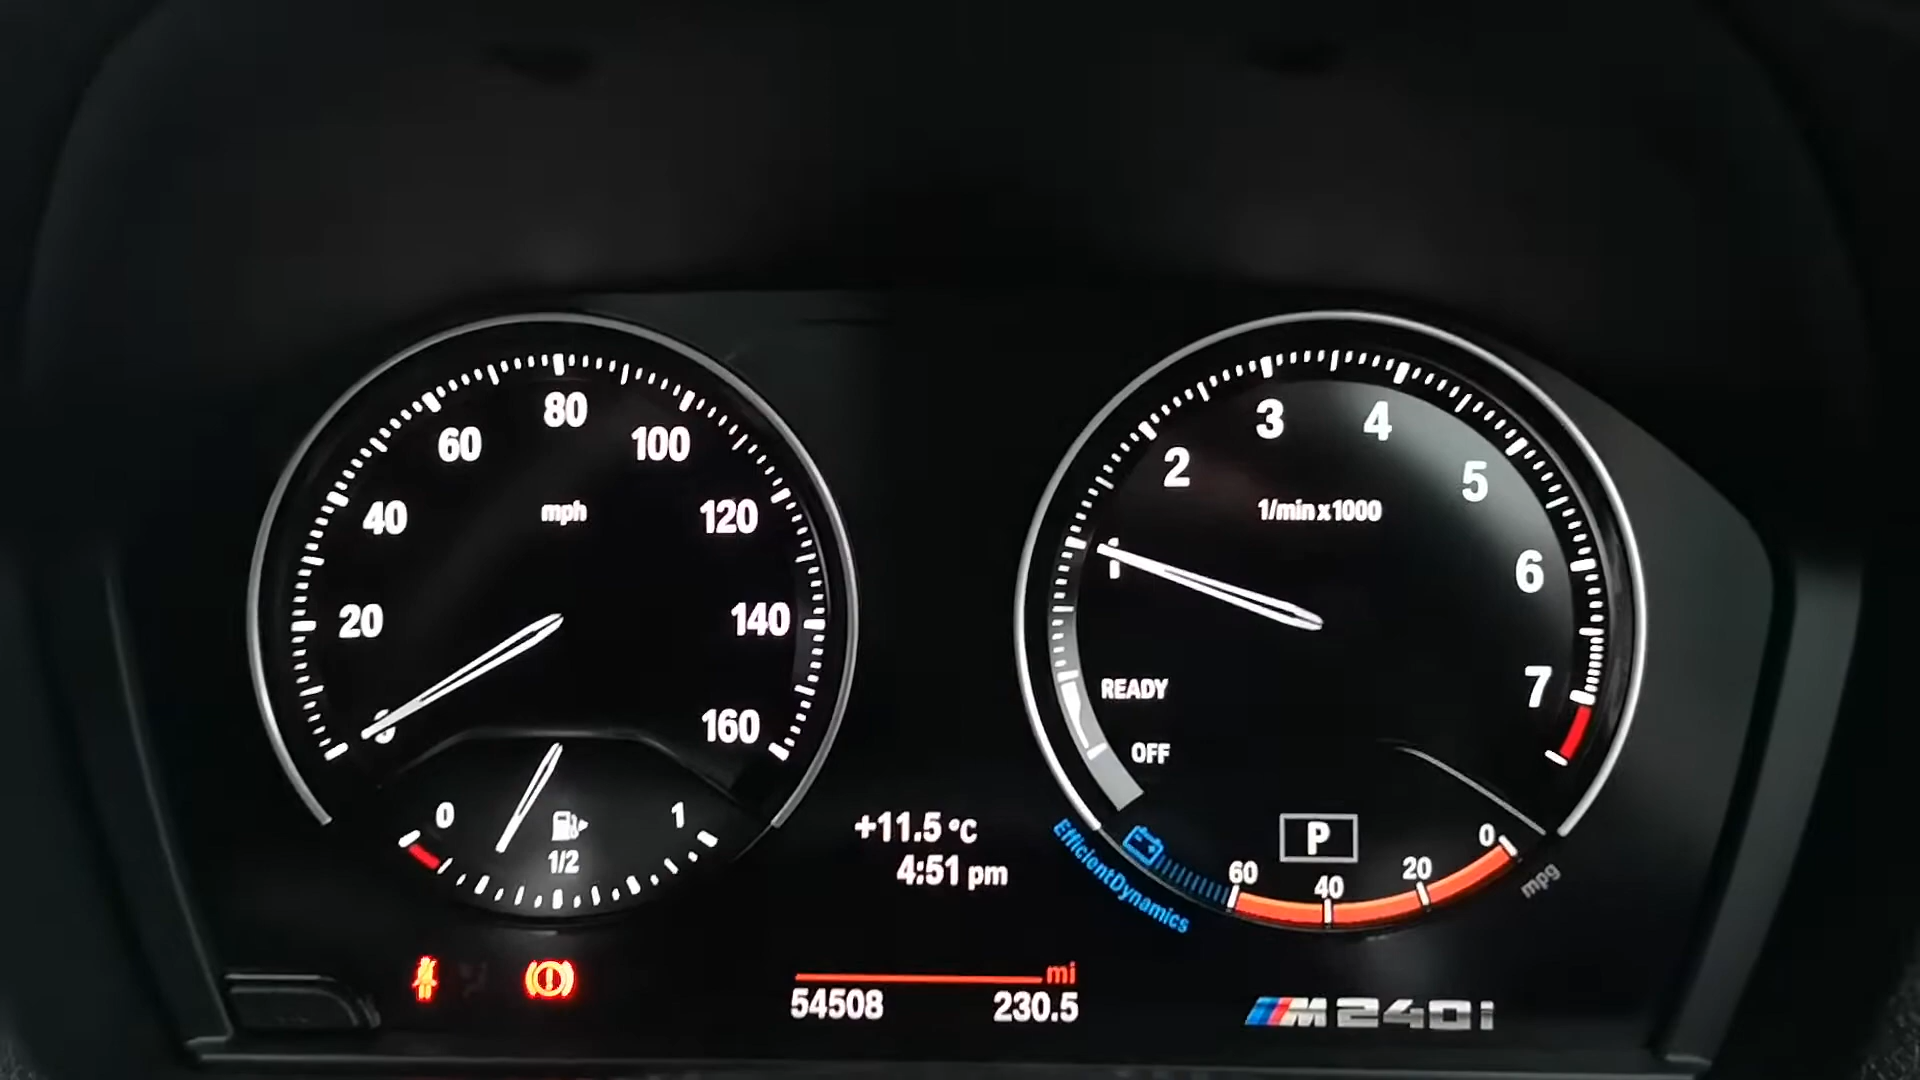 80
60
100
40
120
mph
20
140
0
160
0
1
1/2
3
4
2
5
1/min x 1000
1
6
READY
7
OFF
+11.5 °C
4:51 pm
P
EfficientDynamics
60
40
20
0
mpg
mi
54508
230.5
M240i